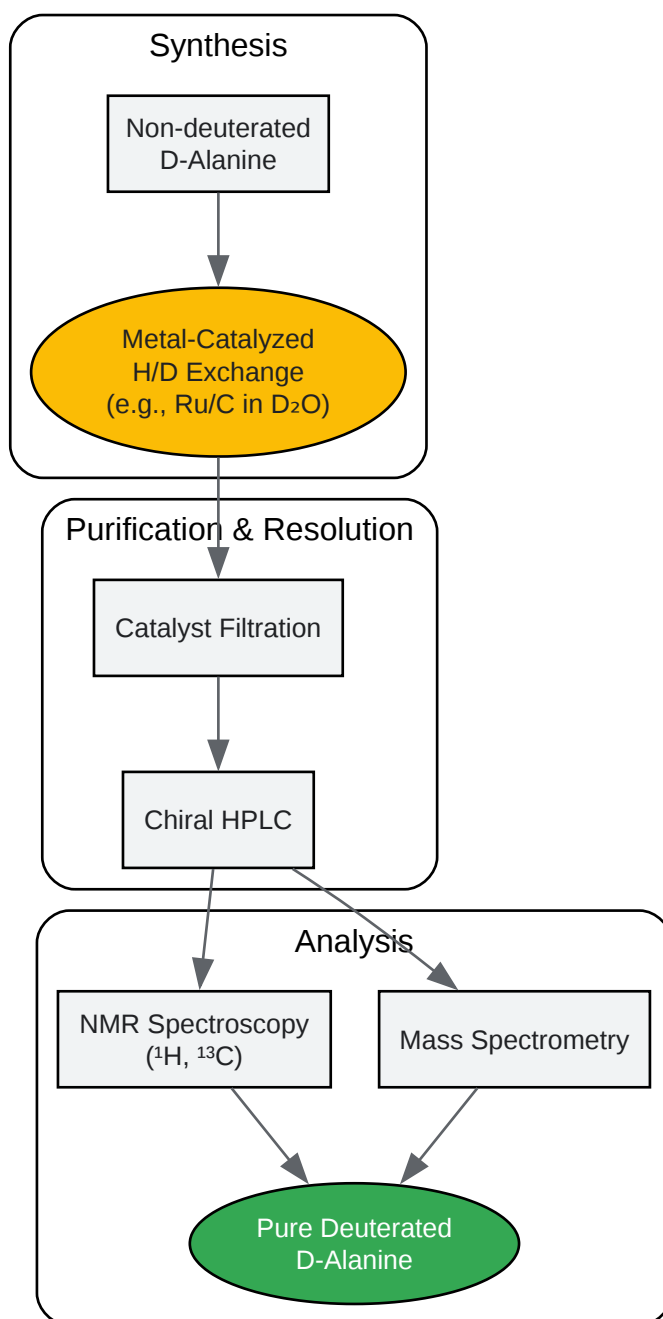 Synthesis
Non-deuterated
D-Alanine
Metal-Catalyzed
H/D Exchange
(e.g., Ru/C in D₂O)
Purification & Resolution
Catalyst Filtration
Chiral HPLC
Analysis
NMR Spectroscopy
(¹H, ¹³C)
Mass Spectrometry
Pure Deuterated
D-Alanine